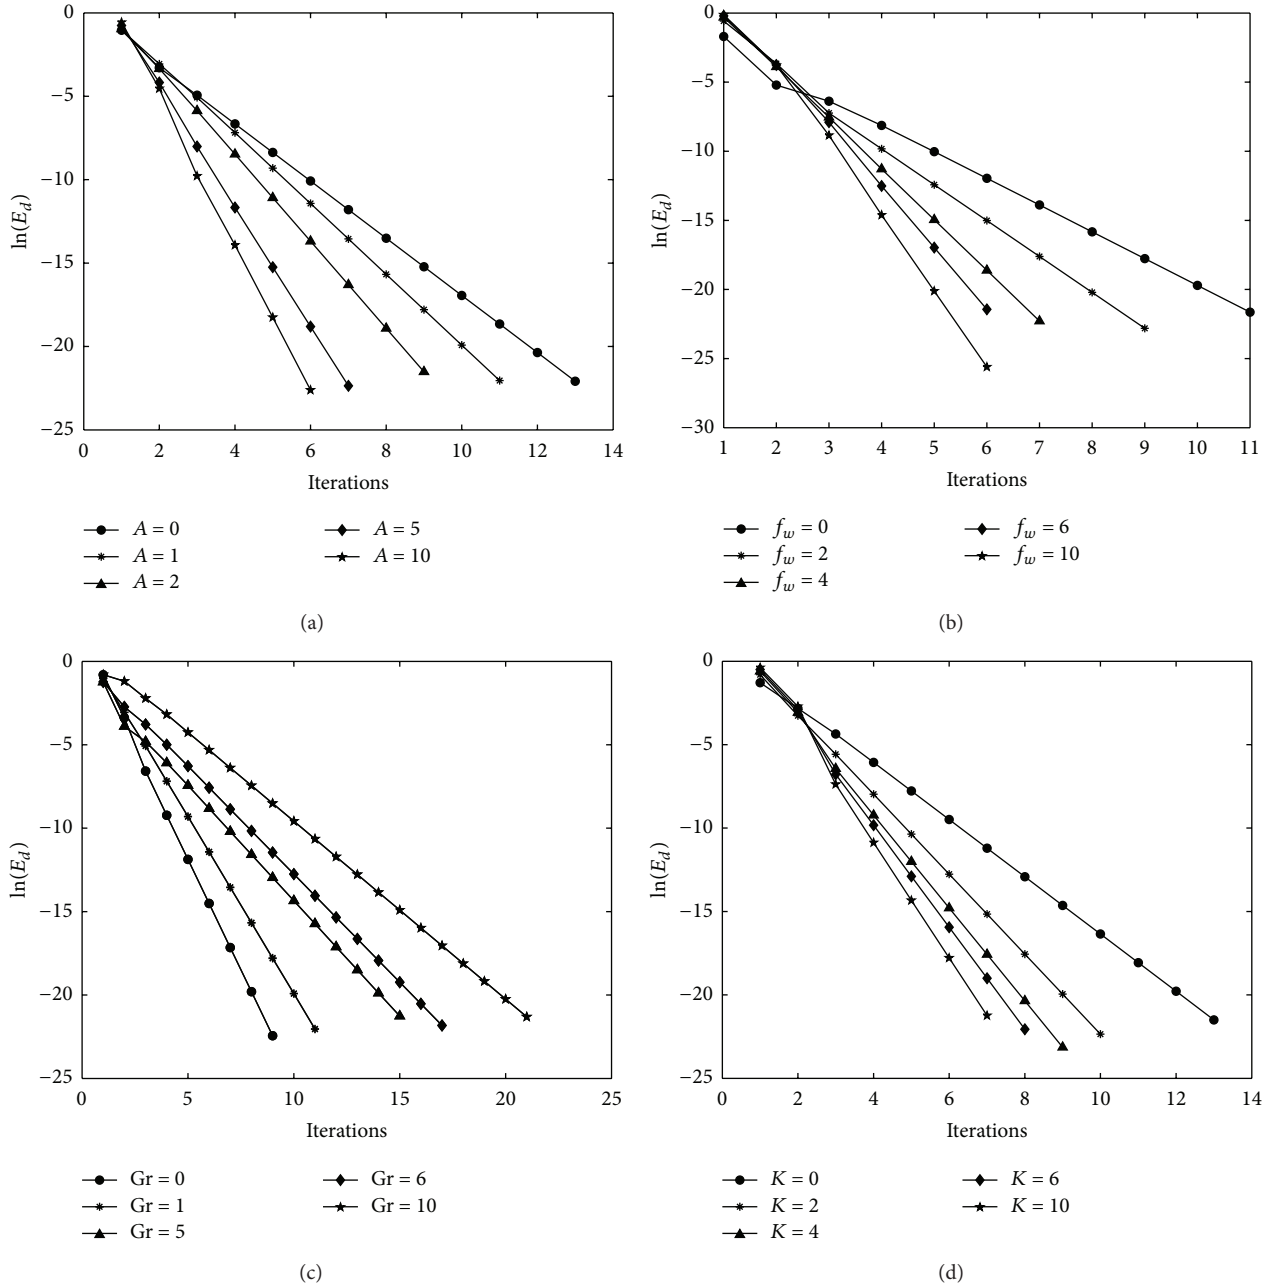 0
−5
−10
−15
−20
−25
ln(E_d)
0 2 4 6 8 10 12 14
Iterations
A = 0
A = 1
A = 2
A = 5
A = 10
(a)
0
−5
−10
−15
−20
−25
−30
ln(E_d)
1 2 3 4 5 6 7 8 9 10 11
Iterations
f_w = 0
f_w = 2
f_w = 4
f_w = 6
f_w = 10
(b)
0
−5
−10
−15
−20
−25
ln(E_d)
0 5 10 15 20 25
Iterations
Gr = 0
Gr = 1
Gr = 5
Gr = 6
Gr = 10
(c)
0
−5
−10
−15
−20
−25
ln(E_d)
0 2 4 6 8 10 12 14
Iterations
K = 0
K = 2
K = 4
K = 6
K = 10
(d)